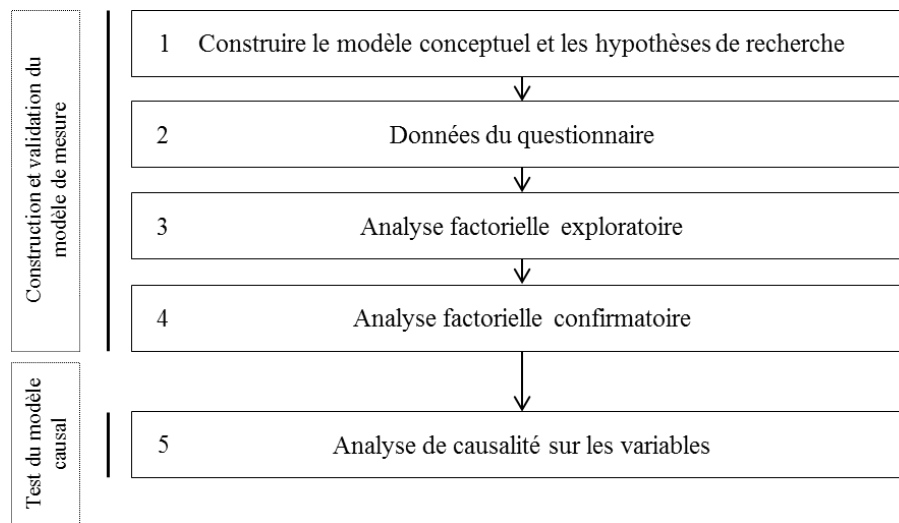 Construction et validation du
modèle de mesure
1 Construire le modèle conceptuel et les hypothèses de recherche
2 Données du questionnaire
3 Analyse factorielle exploratoire
4 Analyse factorielle confirmatoire
Test du modèle
causal
5 Analyse de causalité sur les variables